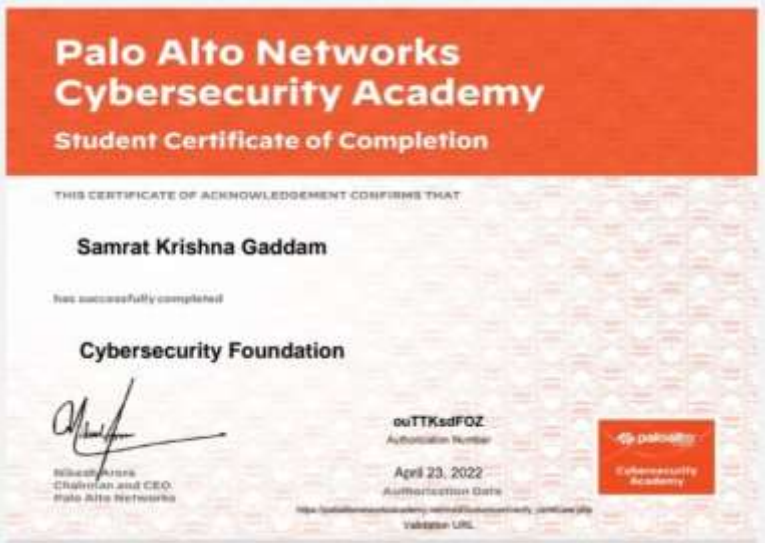 Palo Alto Networks
Cybersecurity Academy
Student Certificate of Completion
THIS CERTIFICATE OF ACKNOWLEDGEMENT CONFIRMS THAT
Samrat Krishna Gaddam
has successfully completed
Cybersecurity Foundation
ouTTKsdFOZ
Authorization Number
Nikesh Arora
Chairman and CEO
Palo Alto Networks
April 23, 2022
Authorization Date
Validation URL
paloalto
Cybersecurity
Academy